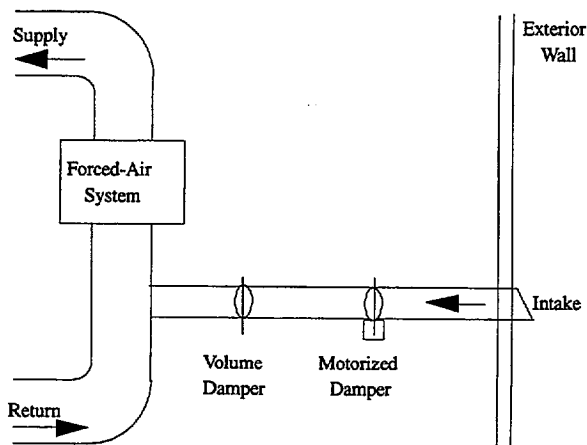 Supply
Exterior
Wall
Forced-Air
System
Intake
Volume
Damper
Motorized
Damper
Return